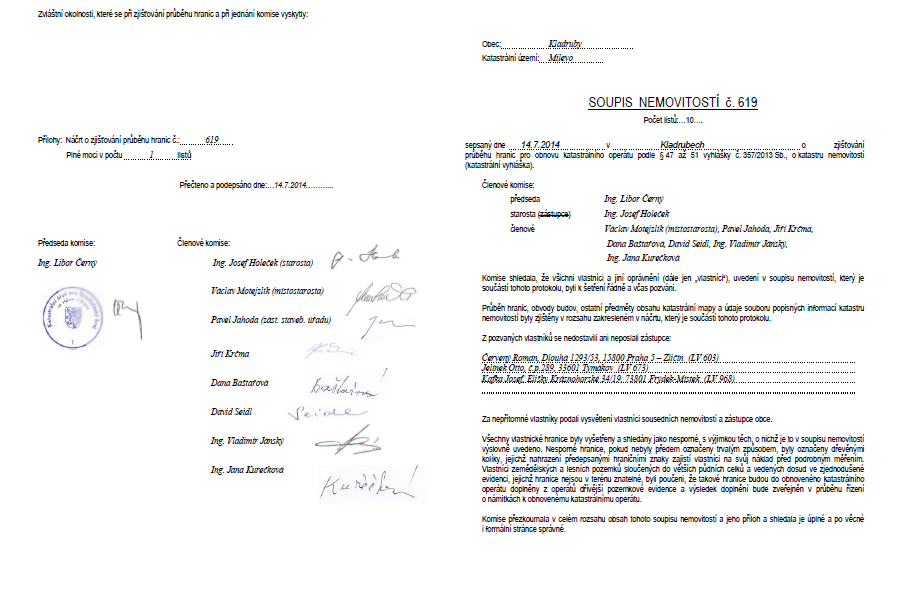 Zvláštní okolnosti, které se při zjišťování průběhu hranic a při jednání komise vyskytly:
Přílohy: Náčrt o zjišťování průběhu hranic č.: 619
Plné moci v počtu 1 listů
Přečteno a podepsáno dne:...14.7.2014...........
Předseda komise:
Členové komise:
Ing. Libor Černý
Ing. Josef Holeček (starosta)
Václav Motejzlík (místostarosta)
Pavel Jahoda (zást. staveb. úřadu)
Jiří Krčma
Dana Baštařová
Baštařová
David Seidl
Seidl
Ing. Vladimír Jánský
Ing. Jana Kurečková
Kurečková
Obec: Kladruby
Katastrální území: Milevo
SOUPIS NEMOVITOSTÍ č. 619
Počet listů:...10....
sepsaný dne 14.7.2014 v Kladrubech o zjišťování
průběhu hranic pro obnovu katastrálního operátu podle § 47 až 51 vyhlášky č. 357/2013 Sb., o katastru nemovitostí
(katastrální vyhláška).
Členové komise:
předseda Ing. Libor Černý
starosta (zástupce) Ing. Josef Holeček
členové Václav Motejzlík (místostarosta), Pavel Jahoda, Jiří Krčma,
Dana Baštařová, David Seidl, Ing. Vladimír Jánský,
Ing. Jana Kurečková
Komise shledala, že všichni vlastníci a jiní oprávnění (dále jen „vlastníci“), uvedení v soupisu nemovitostí, který je
součástí tohoto protokolu, byli k šetření řádně a včas pozváni.
Průběh hranic, obvody budov, ostatní předměty obsahu katastrální mapy a údaje souboru popisných informací katastru
nemovitostí byly zjištěny v rozsahu zakresleném v náčrtu, který je součástí tohoto protokolu.
Z pozvaných vlastníků se nedostavili ani neposlali zástupce:
Červený Roman, Dlouhá 1293/53, 15800 Praha 5 – Zličín (LV 603)
Jelínek Otto, č.p.289, 33601 Tymákov (LV 673)
Kafka Josef, Elišky Krásnohorské 34/19, 73801 Frýdek-Místek (LV 968)
Za nepřítomné vlastníky podali vysvětlení vlastníci sousedních nemovitostí a zástupce obce.
Všechny vlastnické hranice byly vyšetřeny a shledány jako nesporné, s výjimkou těch, o nichž je to v soupisu nemovitostí
výslovně uvedeno. Nesporné hranice, pokud nebyly předem označeny trvalým způsobem, byly označeny dřevěnými
kolíky, jejichž nahrazení předepsanými hraničními znaky zajistí vlastníci na svůj náklad před podrobným měřením.
Vlastníci zemědělských a lesních pozemků sloučených do větších půdních celků a vedených dosud ve zjednodušené
evidenci, jejichž hranice nejsou v terénu znatelné, byli poučeni, že takové hranice budou do obnoveného katastrálního
operátu doplněny z operátů dřívější pozemkové evidence a výsledek doplnění bude zveřejněn v průběhu řízení
o námitkách k obnovenému katastrálnímu operátu.
Komise přezkoumala v celém rozsahu obsah tohoto soupisu nemovitostí a jeho příloh a shledala je úplné a po věcné
i formální stránce správné.